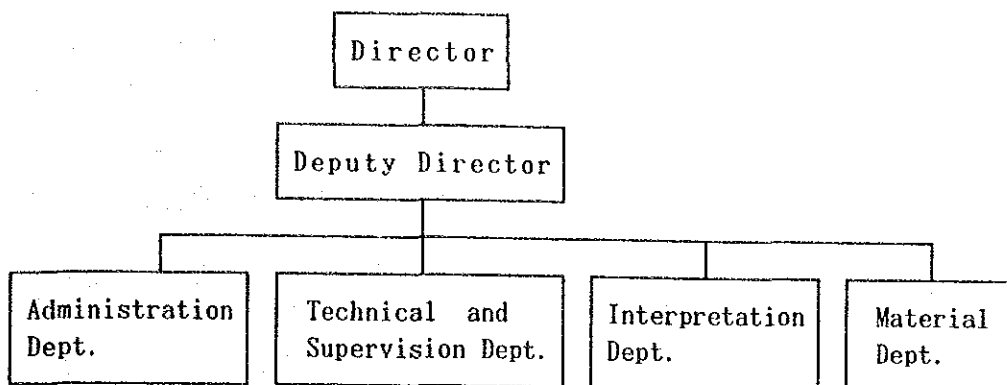 Director
Deputy Director
Administration
Dept.
Technical and
Supervision Dept.
Interpretation
Dept.
Material
Dept.